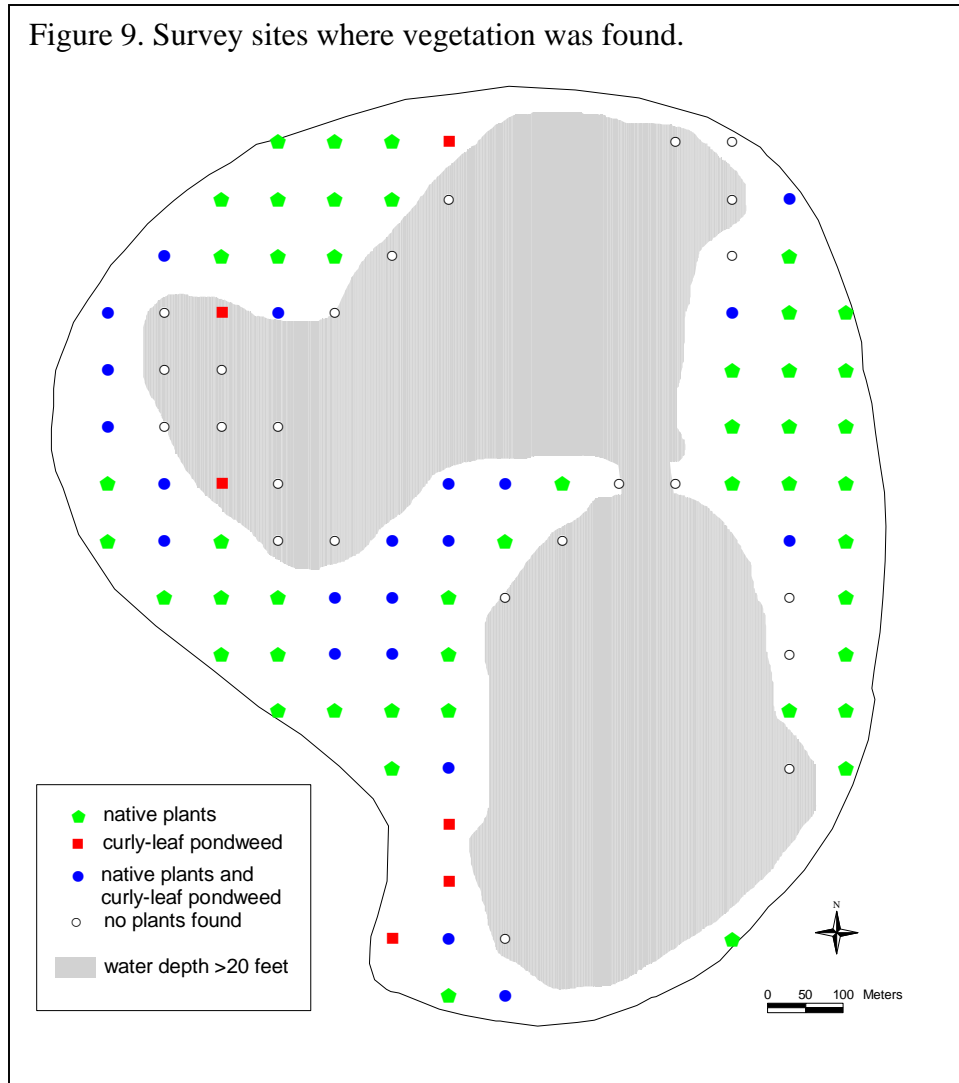 Figure 9. Survey sites where vegetation was found.
native plants
curly-leaf pondweed
native plants and
curly-leaf pondweed
no plants found
water depth >20 feet
N
0 50 100 Meters